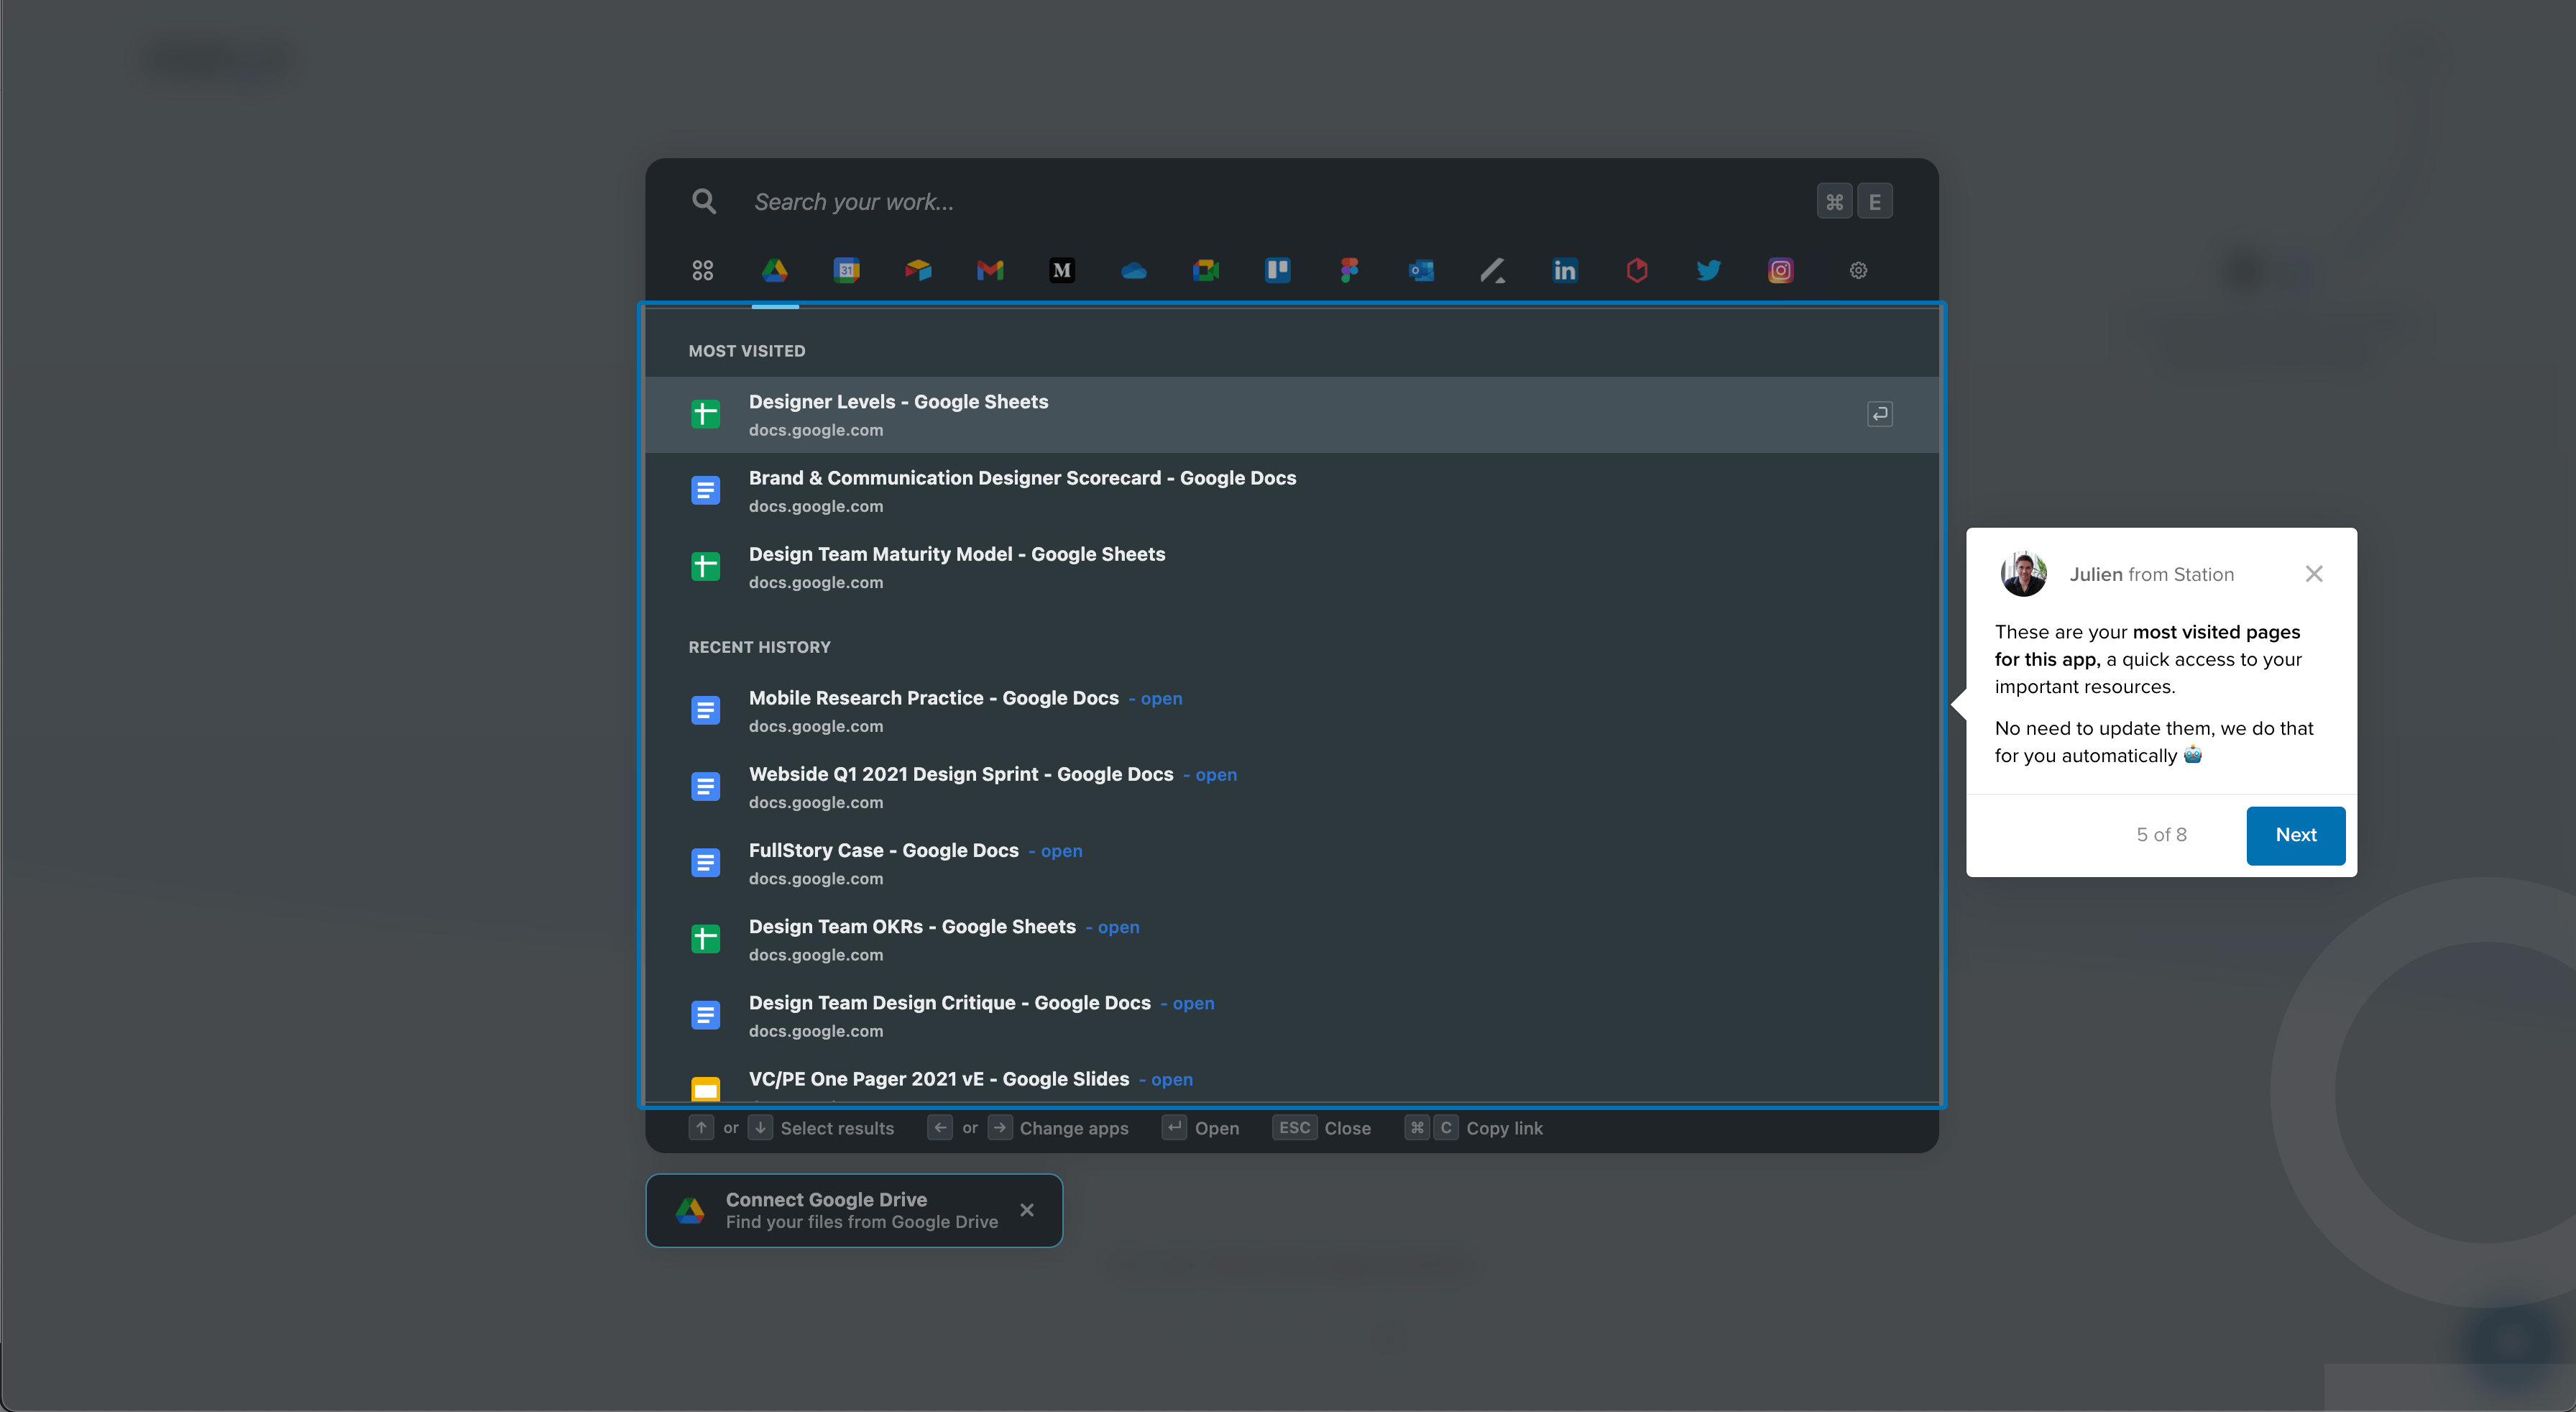 Search your work...
⌘ E
31
M
in
MOST VISITED
Designer Levels - Google Sheets
docs.google.com
Brand & Communication Designer Scorecard - Google Docs
docs.google.com
Design Team Maturity Model - Google Sheets
docs.google.com
RECENT HISTORY
Mobile Research Practice - Google Docs - open
docs.google.com
Webside Q1 2021 Design Sprint - Google Docs - open
docs.google.com
FullStory Case - Google Docs - open
docs.google.com
Design Team OKRs - Google Sheets - open
docs.google.com
Design Team Design Critique - Google Docs - open
docs.google.com
VC/PE One Pager 2021 vE - Google Slides - open
↑ or ↓ Select results ← or → Change apps ↵ Open ESC Close ⌘ C Copy link
Connect Google Drive
Find your files from Google Drive
Julien from Station
These are your most visited pages
for this app, a quick access to your
important resources.
No need to update them, we do that
for you automatically 🤖
5 of 8
Next